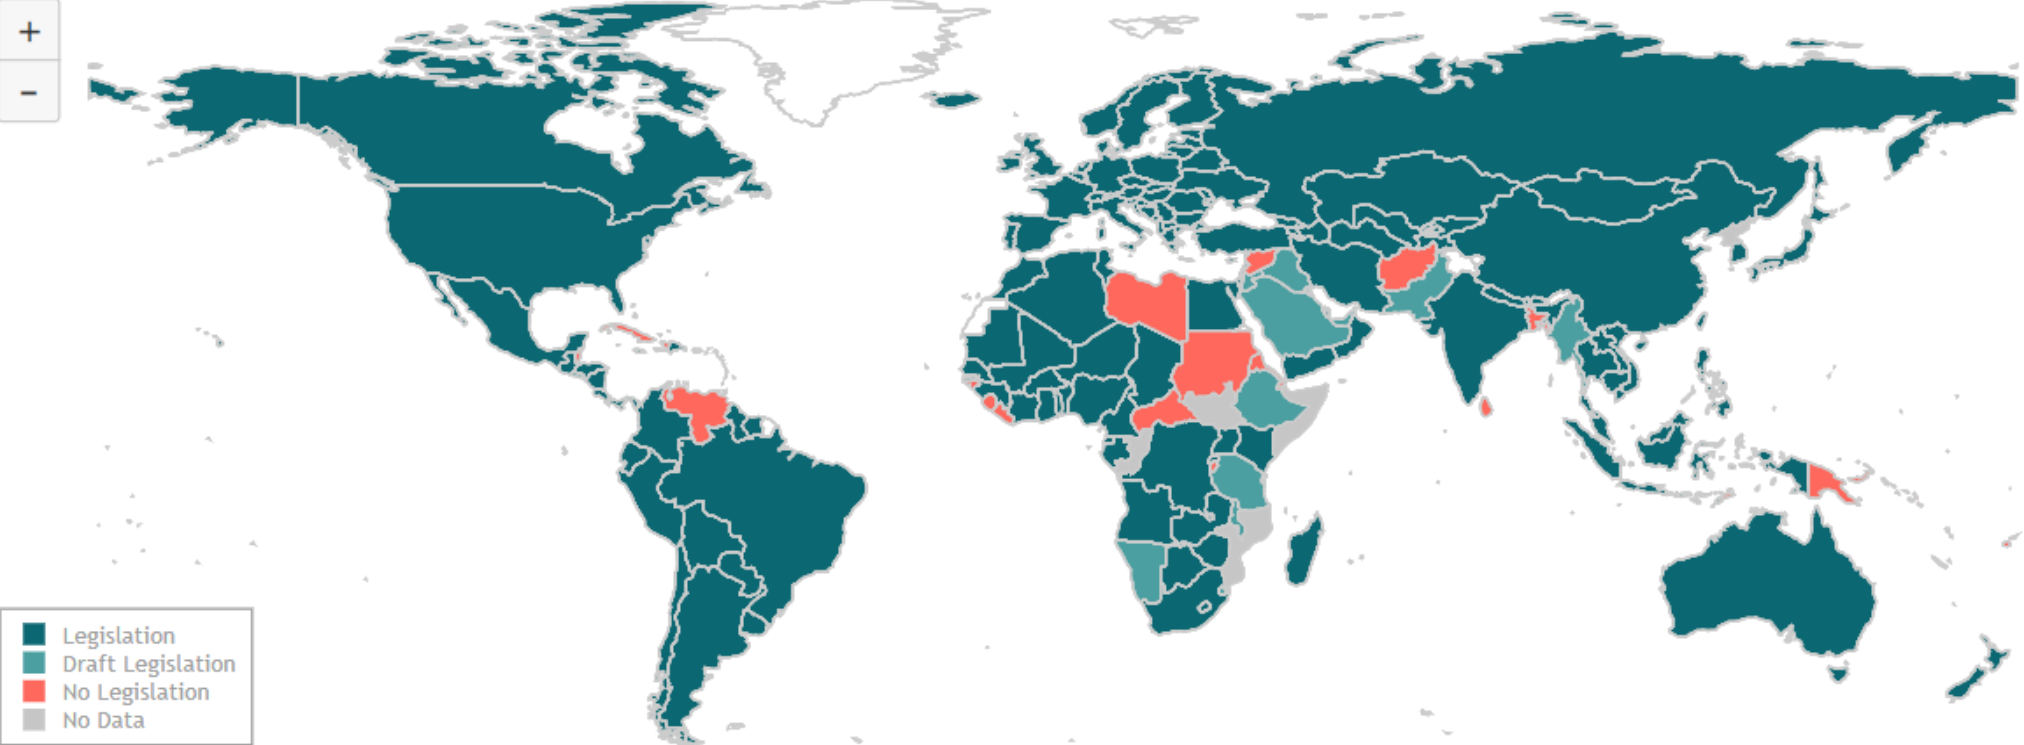 +
−
Legislation
Draft Legislation
No Legislation
No Data